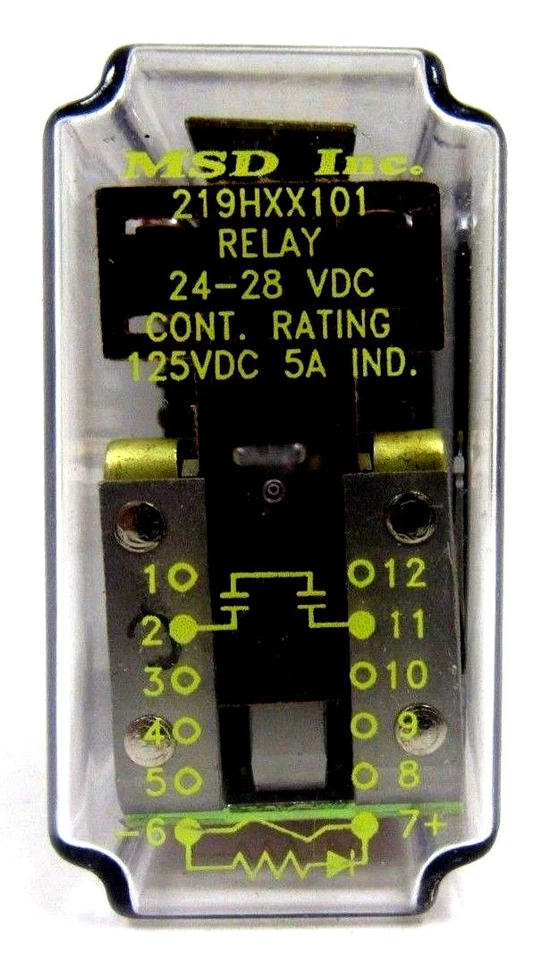 MSD Inc.
219HXX101
RELAY
24-28 VDC
CONT. RATING
125VDC 5A IND.
1 12
2 11
3 10
4 9
5 8
-6 7+